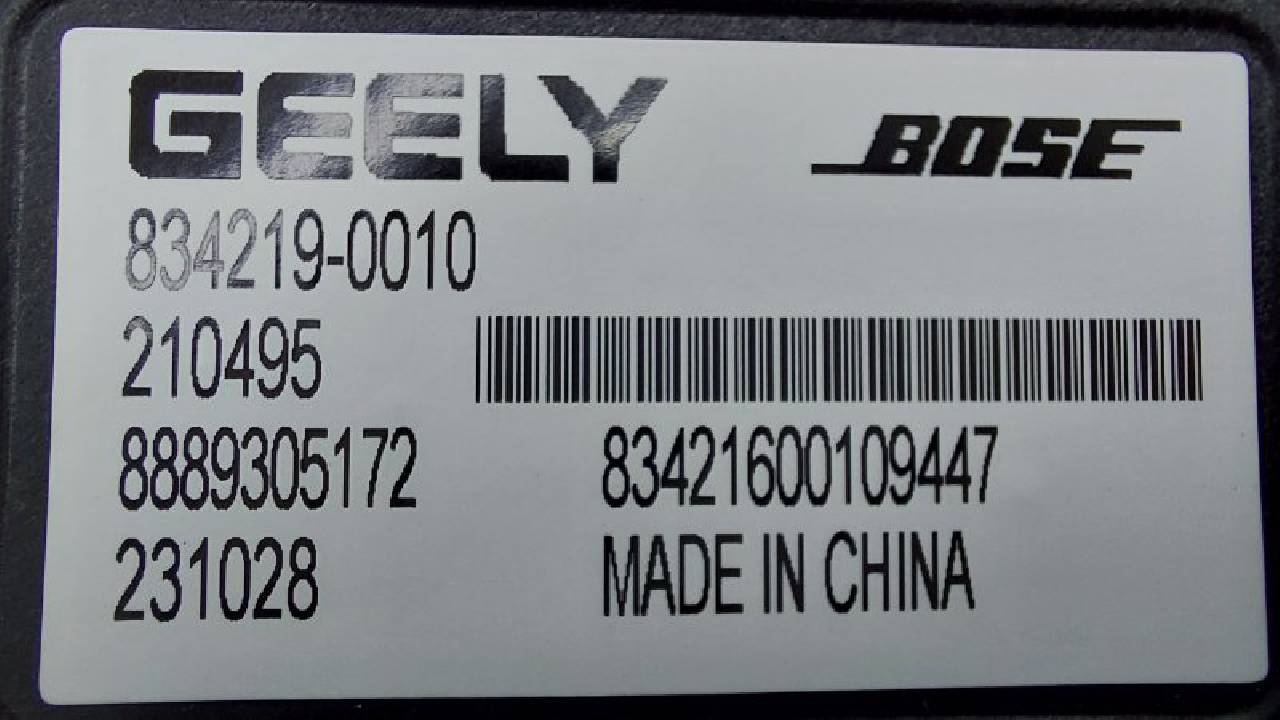 GEELY
BOSE
834219-0010
210495
8889305172
83421600109447
231028
MADE IN CHINA